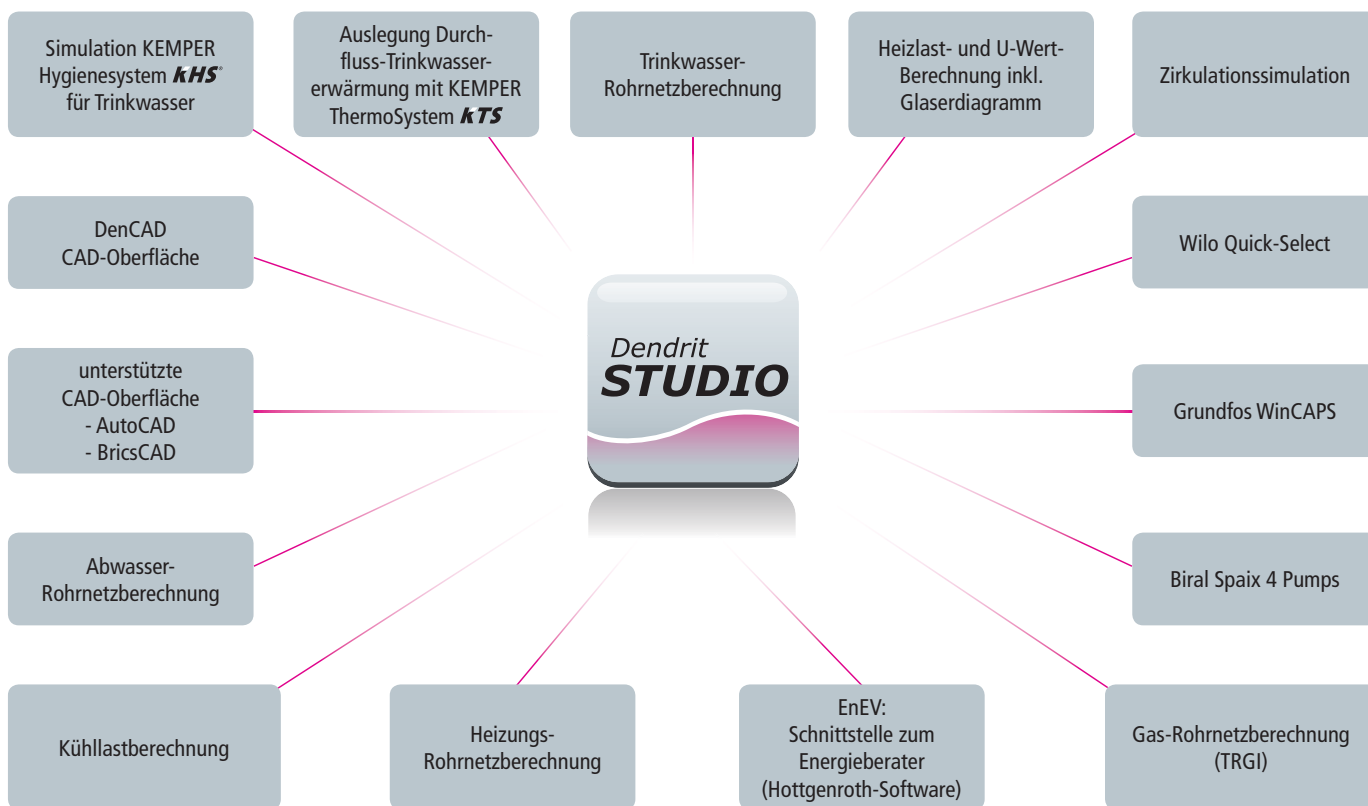 Simulation KEMPER
Hygienesystem KHS®
für Trinkwasser
Auslegung Durch-
fluss-Trinkwasser-
erwärmung mit KEMPER
ThermoSystem KTS
Trinkwasser-
Rohrnetzberechnung
Heizlast- und U-Wert-
Berechnung inkl.
Glaserdiagramm
Zirkulationssimulation
DenCAD
CAD-Oberfläche
Wilo Quick-Select
Dendrit
STUDIO
unterstützte
CAD-Oberfläche
- AutoCAD
- BricsCAD
Grundfos WinCAPS
Abwasser-
Rohrnetzberechnung
Biral Spaix 4 Pumps
Kühllastberechnung
Heizungs-
Rohrnetzberechnung
EnEV:
Schnittstelle zum
Energieberater
(Hottgenroth-Software)
Gas-Rohrnetzberechnung
(TRGI)